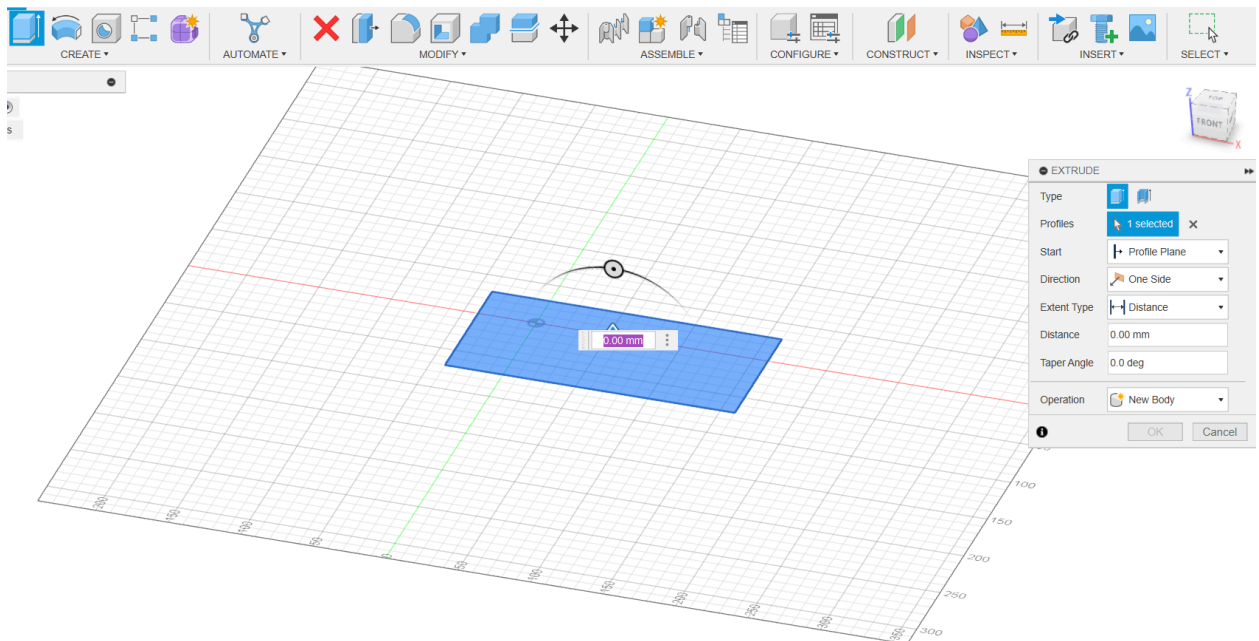 CREATE ▾ AUTOMATE ▾ MODIFY ▾ ASSEMBLE ▾ CONFIGURE ▾ CONSTRUCT ▾ INSPECT ▾ INSERT ▾ SELECT ▾
s
Z
TOP
FRONT
X
EXTRUDE
Type
Profiles 1 selected
Start Profile Plane
Direction One Side
Extent Type Distance
Distance 0.00 mm
Taper Angle 0.0 deg
Operation New Body
OK Cancel
0.00 mm
200 150 100 50 0 50 100 150 200 250 300 350
100
150
200
250
300